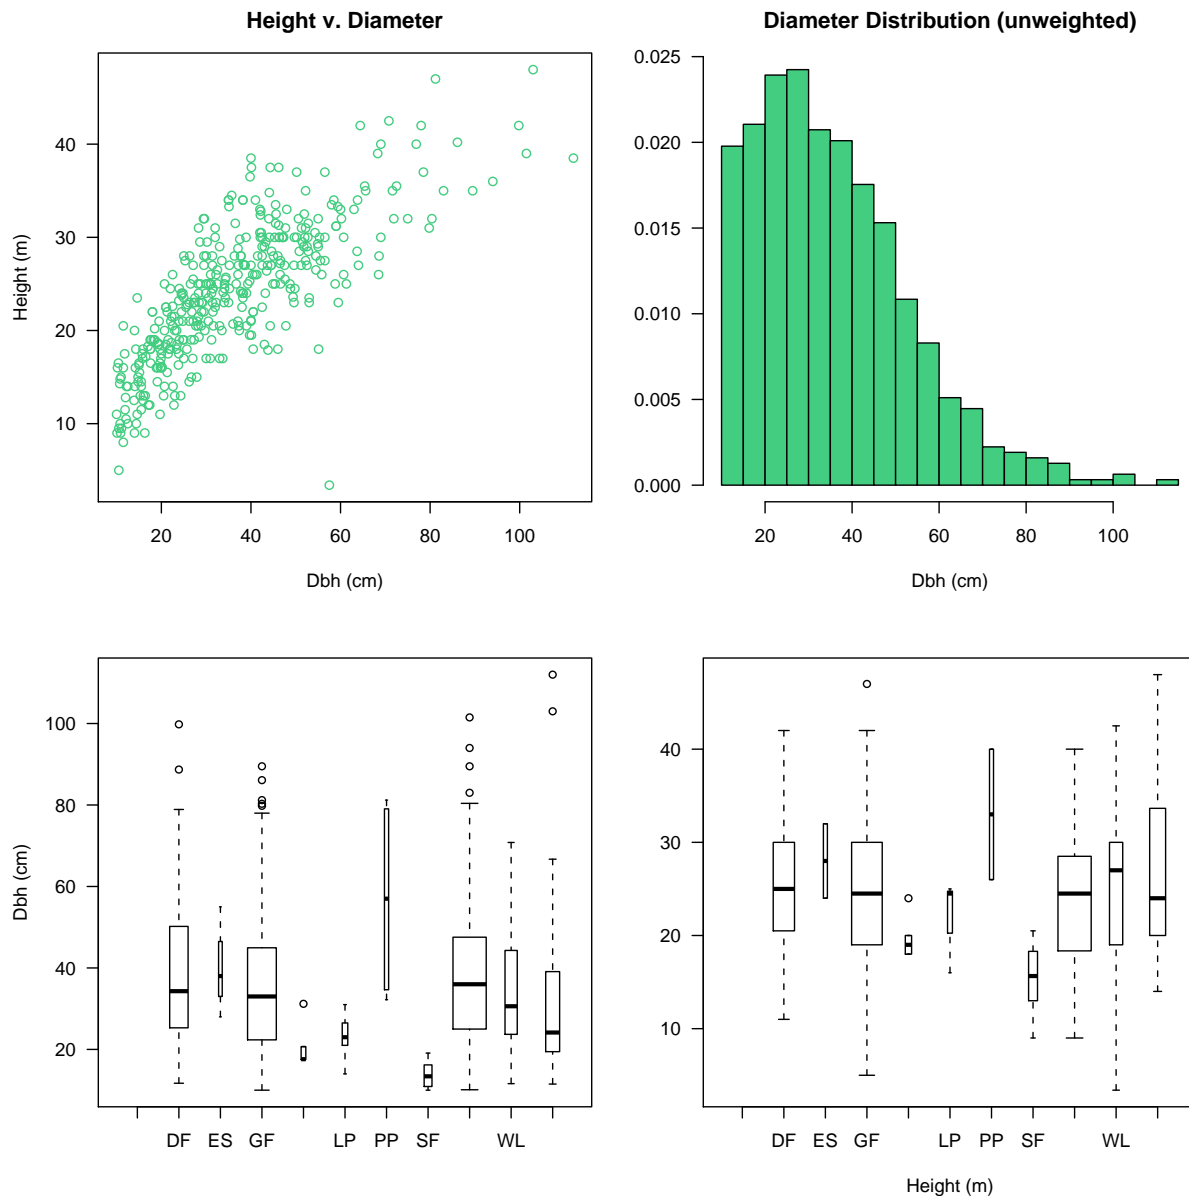 Height v. Diameter
Height (m)
40
30
20
10
20 40 60 80 100
Dbh (cm)
Diameter Distribution (unweighted)
0.025
0.020
0.015
0.010
0.005
0.000
20 40 60 80 100
Dbh (cm)
Dbh (cm)
100
80
60
40
20
DF ES GF LP PP SF WL
40
30
20
10
DF ES GF LP PP SF WL
Height (m)